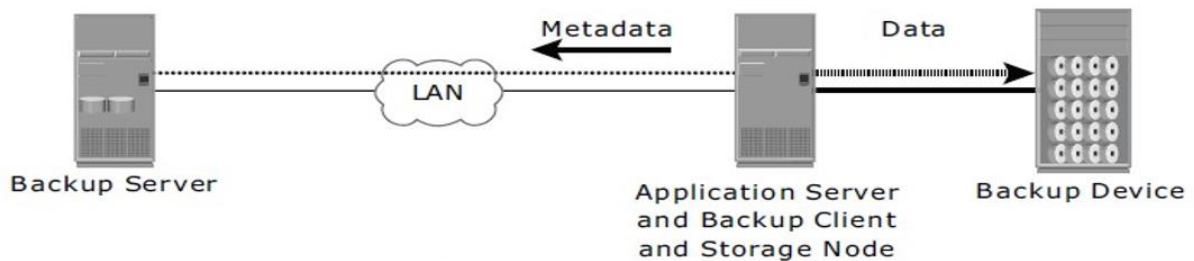 Metadata
Data
LAN
Backup Server
Application Server
and Backup Client
and Storage Node
Backup Device